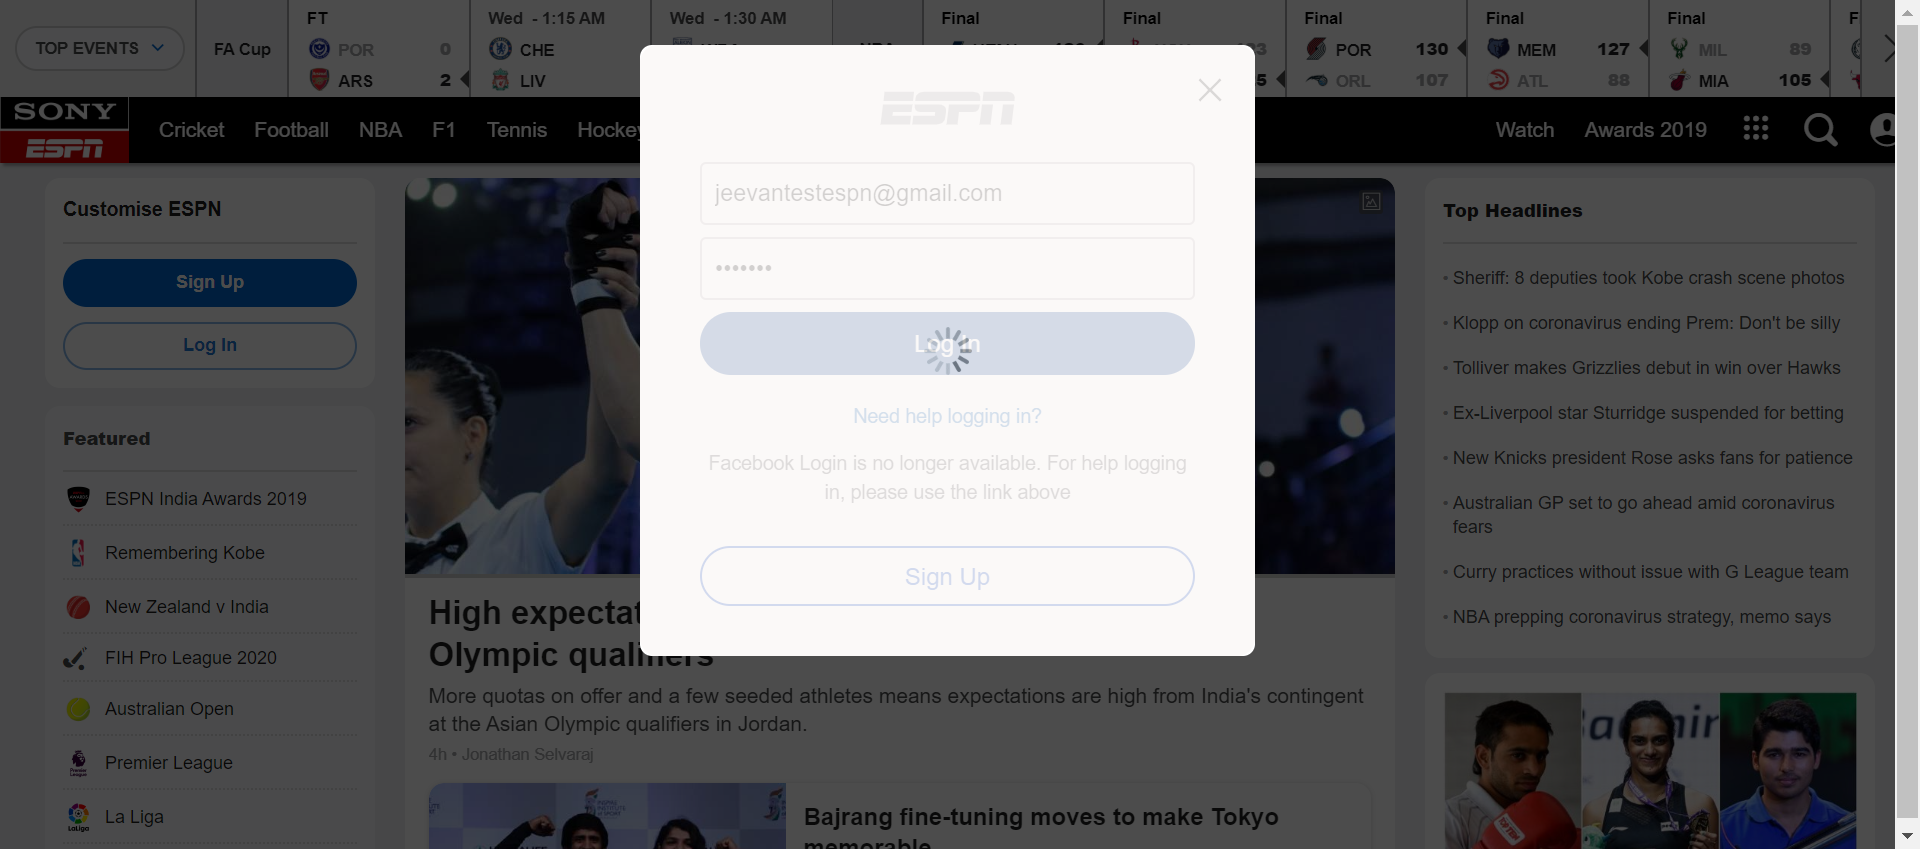 TOP EVENTS
FA Cup
FT
POR 0
ARS 2
Wed - 1:15 AM
CHE
LIV
Wed - 1:30 AM
Final
Final
Final
POR 130
ORL 107
Final
MEM 127
ATL 88
Final
MIL 89
MIA 105
SONY
ESPN
Cricket
Football
NBA
F1
Tennis
Hockey
Watch
Awards 2019
Customise ESPN
Sign Up
Log In
Featured
ESPN India Awards 2019
Remembering Kobe
New Zealand v India
FIH Pro League 2020
Australian Open
Premier League
La Liga
ESPN
jeevantestespn@gmail.com
•••••••
Log In
Need help logging in?
Facebook Login is no longer available. For help logging
in, please use the link above
Sign Up
High expectat
Olympic qualifiers
More quotas on offer and a few seeded athletes means expectations are high from India's contingent
at the Asian Olympic qualifiers in Jordan.
4h • Jonathan Selvaraj
Bajrang fine-tuning moves to make Tokyo
memorable
Top Headlines
• Sheriff: 8 deputies took Kobe crash scene photos
• Klopp on coronavirus ending Prem: Don't be silly
• Tolliver makes Grizzlies debut in win over Hawks
• Ex-Liverpool star Sturridge suspended for betting
• New Knicks president Rose asks fans for patience
• Australian GP set to go ahead amid coronavirus
fears
• Curry practices without issue with G League team
• NBA prepping coronavirus strategy, memo says